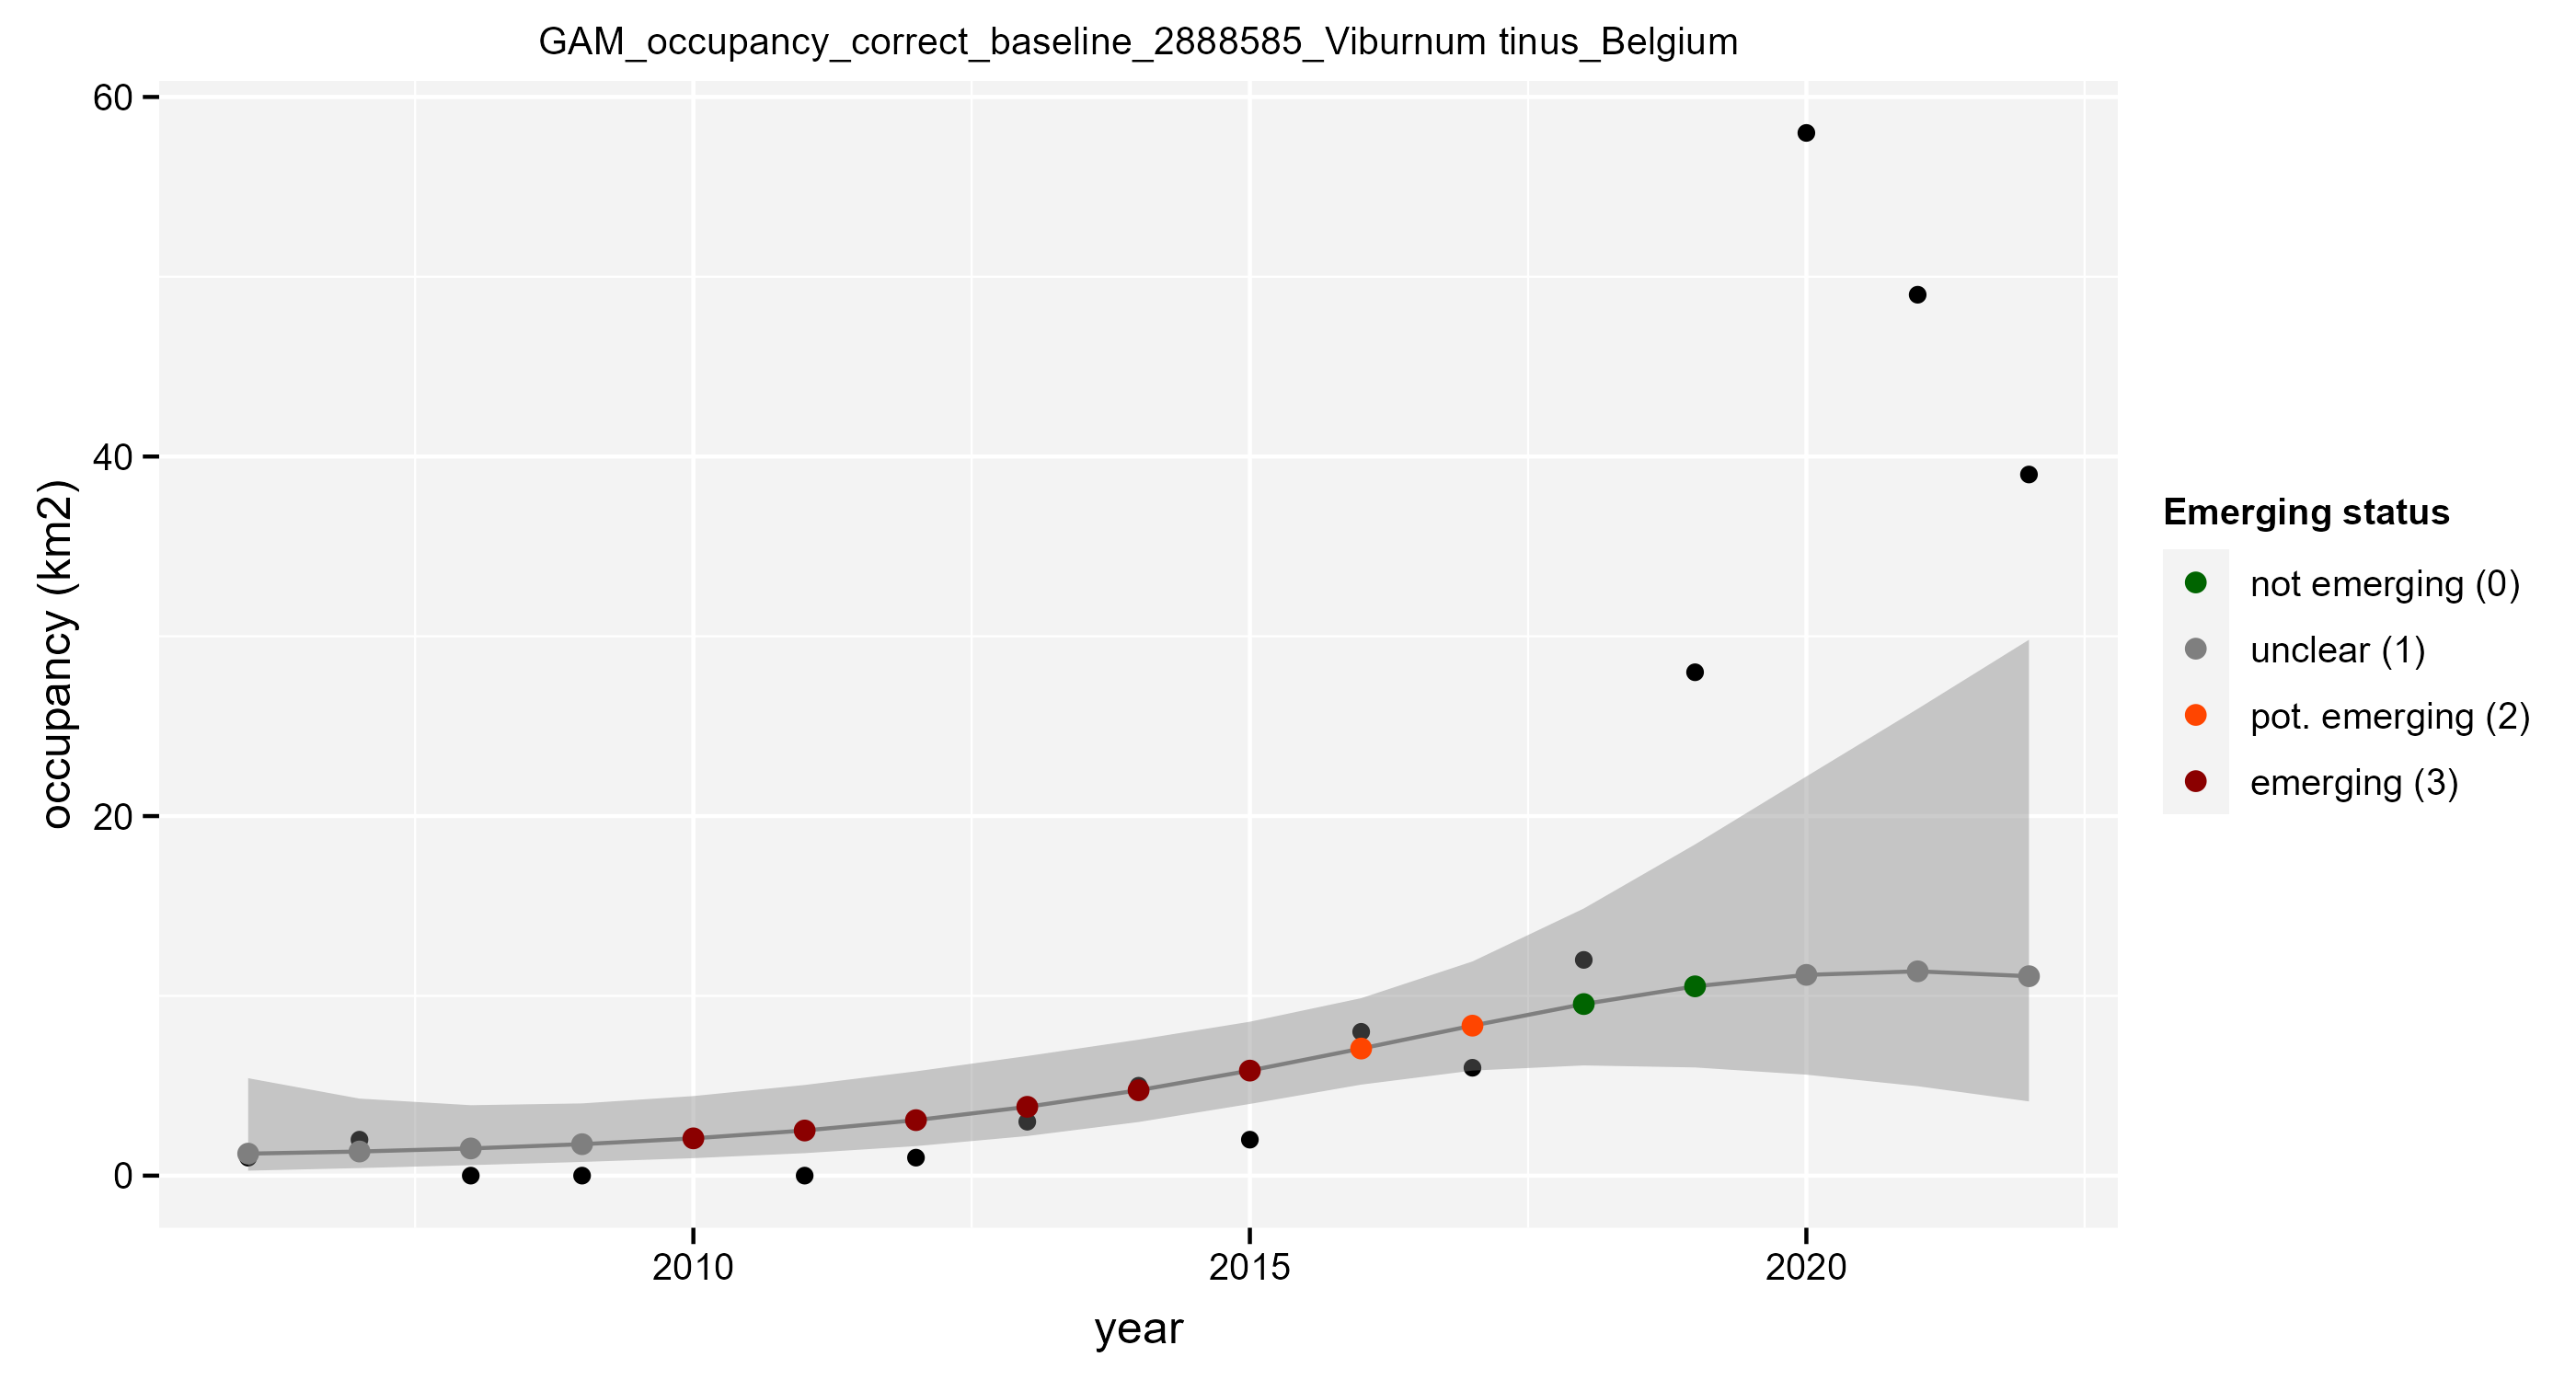 GAM_occupancy_correct_baseline_2888585_Viburnum tinus_Belgium
60
40
20
0
occupancy (km2)
2010
2015
2020
year
Emerging status
not emerging (0)
unclear (1)
pot. emerging (2)
emerging (3)